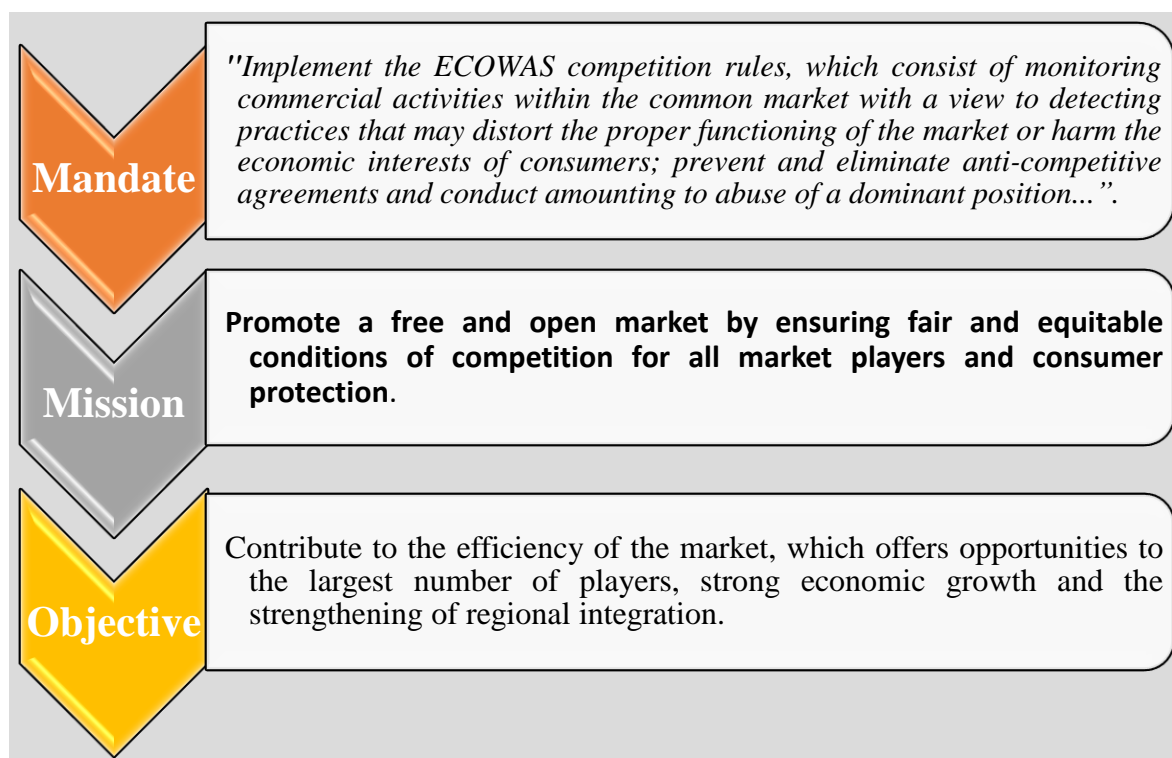 Mandate
"Implement the ECOWAS competition rules, which consist of monitoring
commercial activities within the common market with a view to detecting
practices that may distort the proper functioning of the market or harm the
economic interests of consumers; prevent and eliminate anti-competitive
agreements and conduct amounting to abuse of a dominant position...”.
Mission
Promote a free and open market by ensuring fair and equitable
conditions of competition for all market players and consumer
protection.
Objective
Contribute to the efficiency of the market, which offers opportunities to
the largest number of players, strong economic growth and the
strengthening of regional integration.